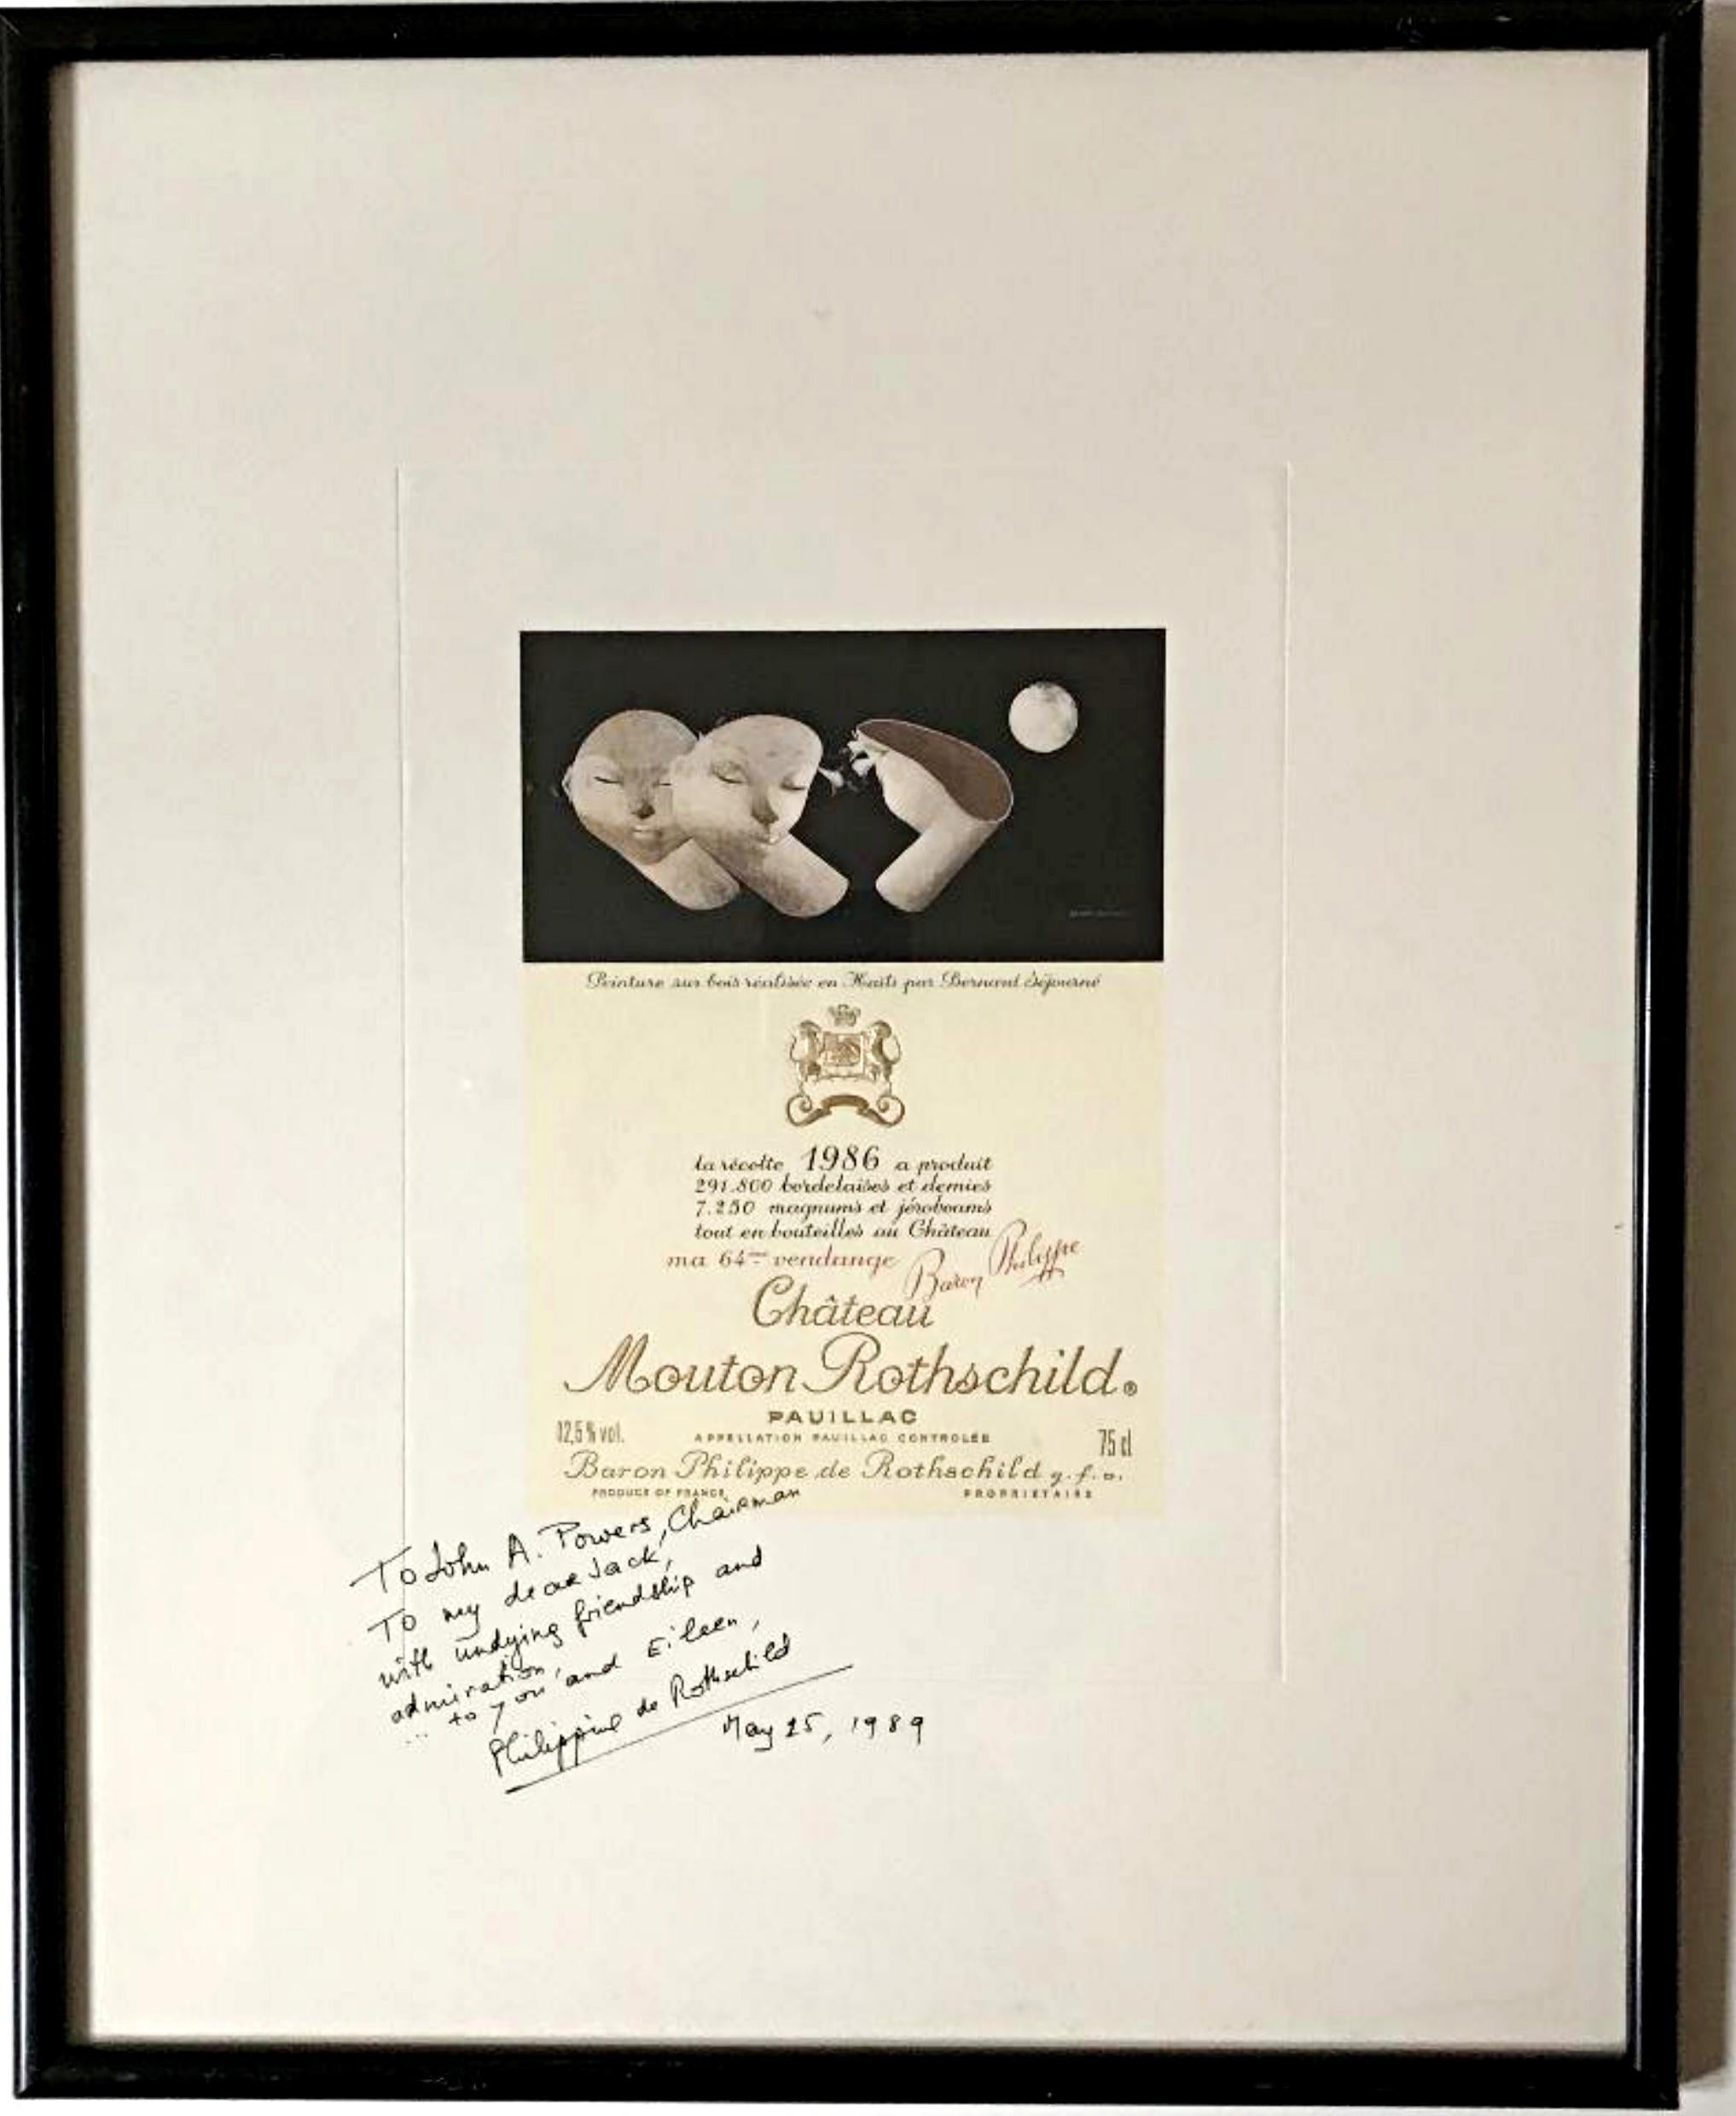 Peinture sur bois réalisée en Haïti par Bernard Séjourné
la récolte 1986 a produit
291.800 bordelaises et demies
7.250 magnums et jéroboams
tout en bouteilles au Château
ma 64me vendange Baron Philippe
Château
Mouton Rothschild®
PAUILLAC
12,5% vol. APPELLATION PAUILLAC CONTROLÉE 75 cl
Baron Philippe de Rothschild g.f.a.
PRODUCE OF FRANCE PROPRIÉTAIRE
To John A. Powers, Chairman
To my dear Jack,
with undying friendship and
admiration,
... to you and Eileen,
Philippine de Rothschild
May 25, 1989